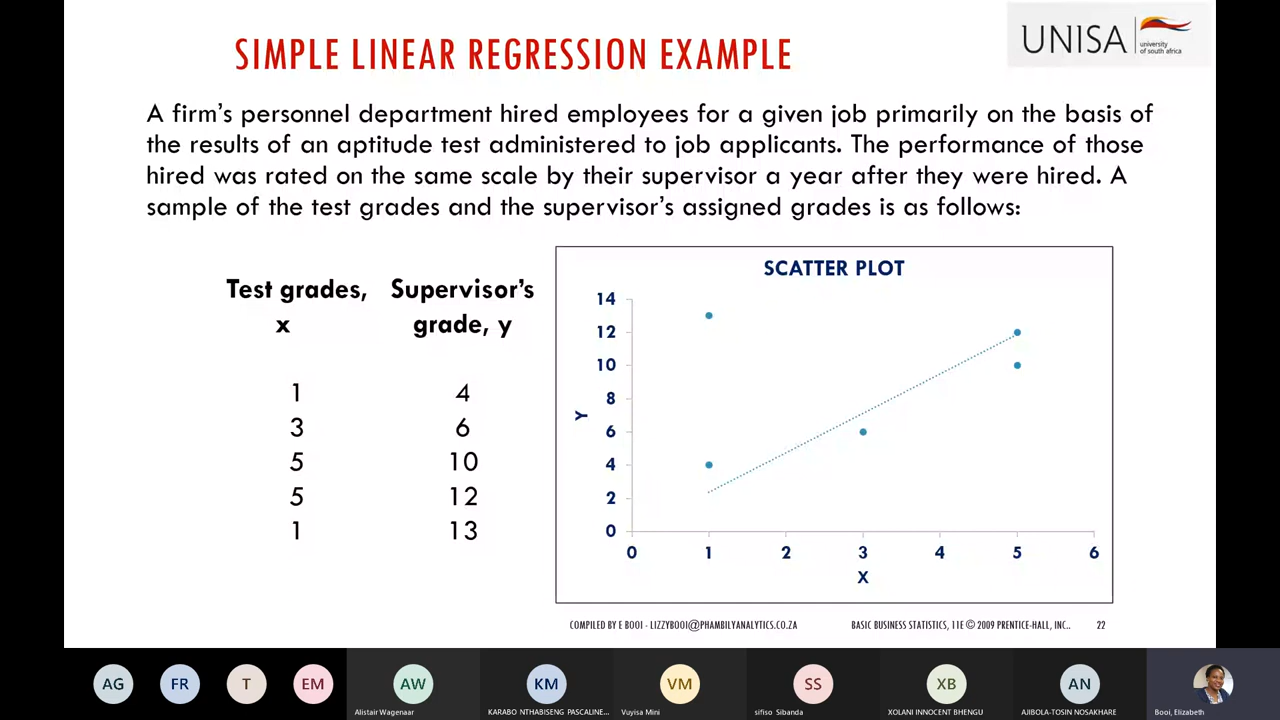 SIMPLE LINEAR REGRESSION EXAMPLE
UNISA
university
of south africa
A firm's personnel department hired employees for a given job primarily on the basis of
the results of an aptitude test administered to job applicants. The performance of those
hired was rated on the same scale by their supervisor a year after they were hired. A
sample of the test grades and the supervisor's assigned grades is as follows:
Test grades, Supervisor's
x grade, y
1 4
3 6
5 10
5 12
1 13
SCATTER PLOT
14
12
10
8
6
4
2
0
Y
0 1 2 3 4 5 6
X
COMPILED BY E BOOI - LIZZYBOOI@PHAMBILYANALYTICS.CO.ZA BASIC BUSINESS STATISTICS, 11E © 2009 PRENTICE-HALL, INC.. 22
AG FR T EM AW KM VM SS XB AN
Alistair Wagenaar KARABO NTHABISENG PASCALINE... Vuyisa Mini sifiso Sibanda XOLANI INNOCENT BHENGU AJIBOLA-TOSIN NOSAKHARE Booi, Elizabeth